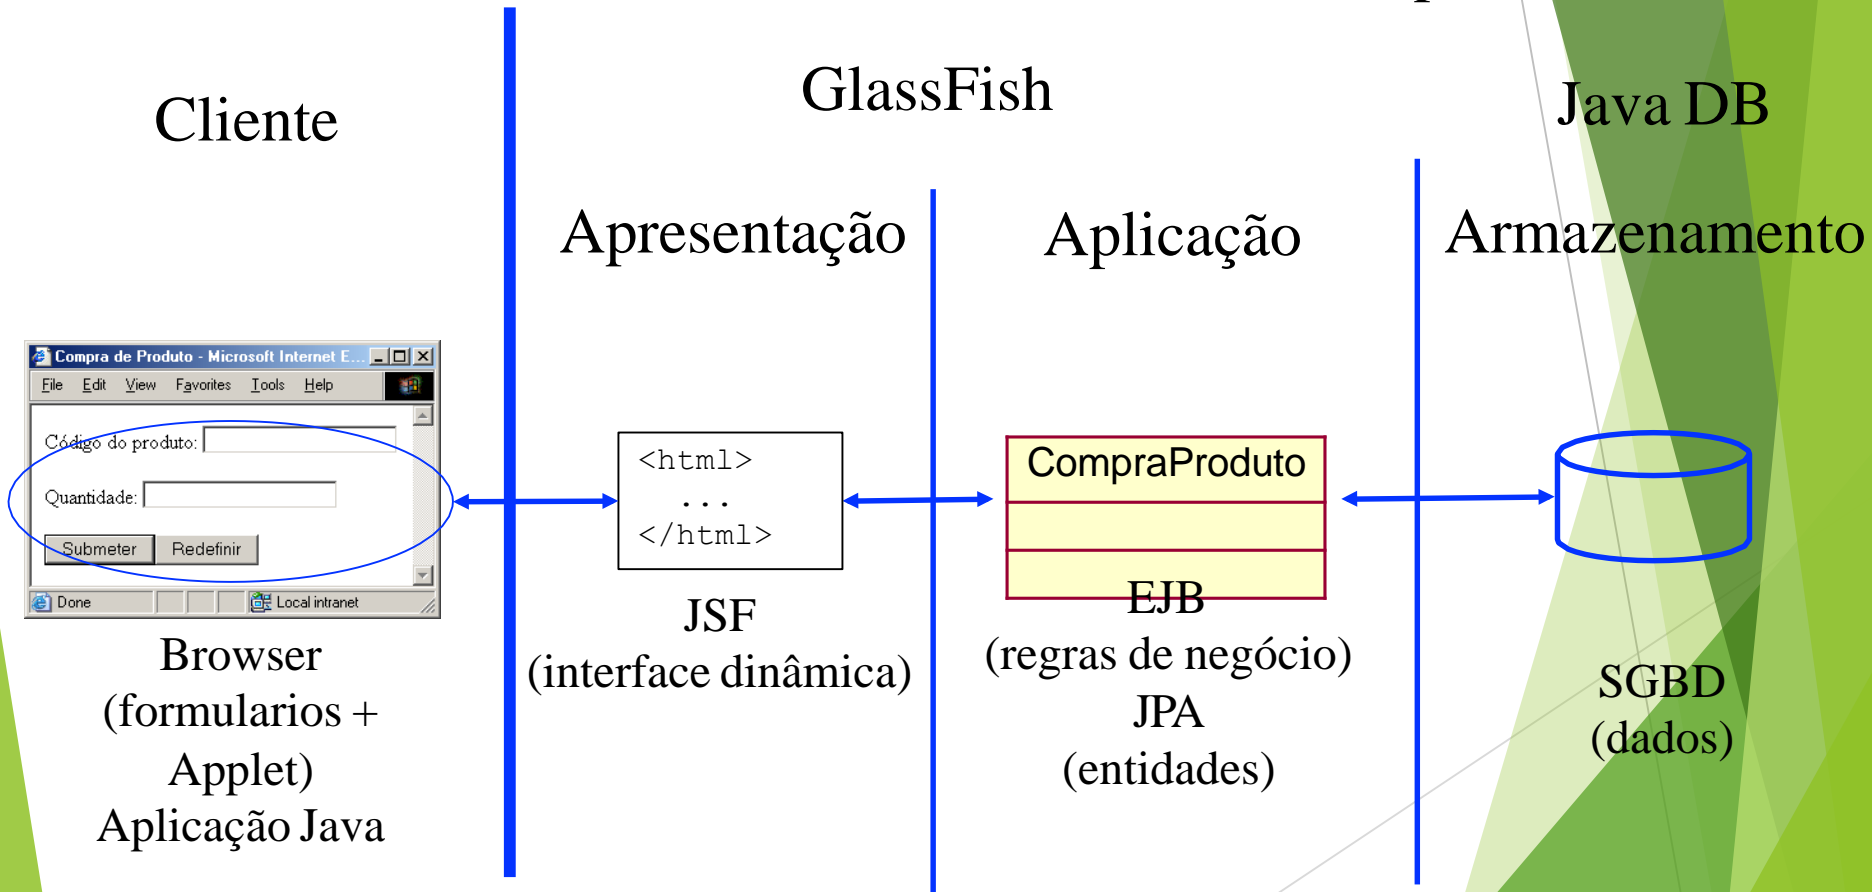 GlassFish
Cliente
Java DB
Apresentação
Aplicação
Armazenamento
Compra de Produto - Microsoft Internet E...
File Edit View Favorites Tools Help
Código do produto:
Quantidade:
Submeter Redefinir
Done
Local intranet
Browser
(formularios +
Applet)
Aplicação Java
<html>
...
</html>
JSF
(interface dinâmica)
CompraProduto
EJB
(regras de negócio)
JPA
(entidades)
SGBD
(dados)